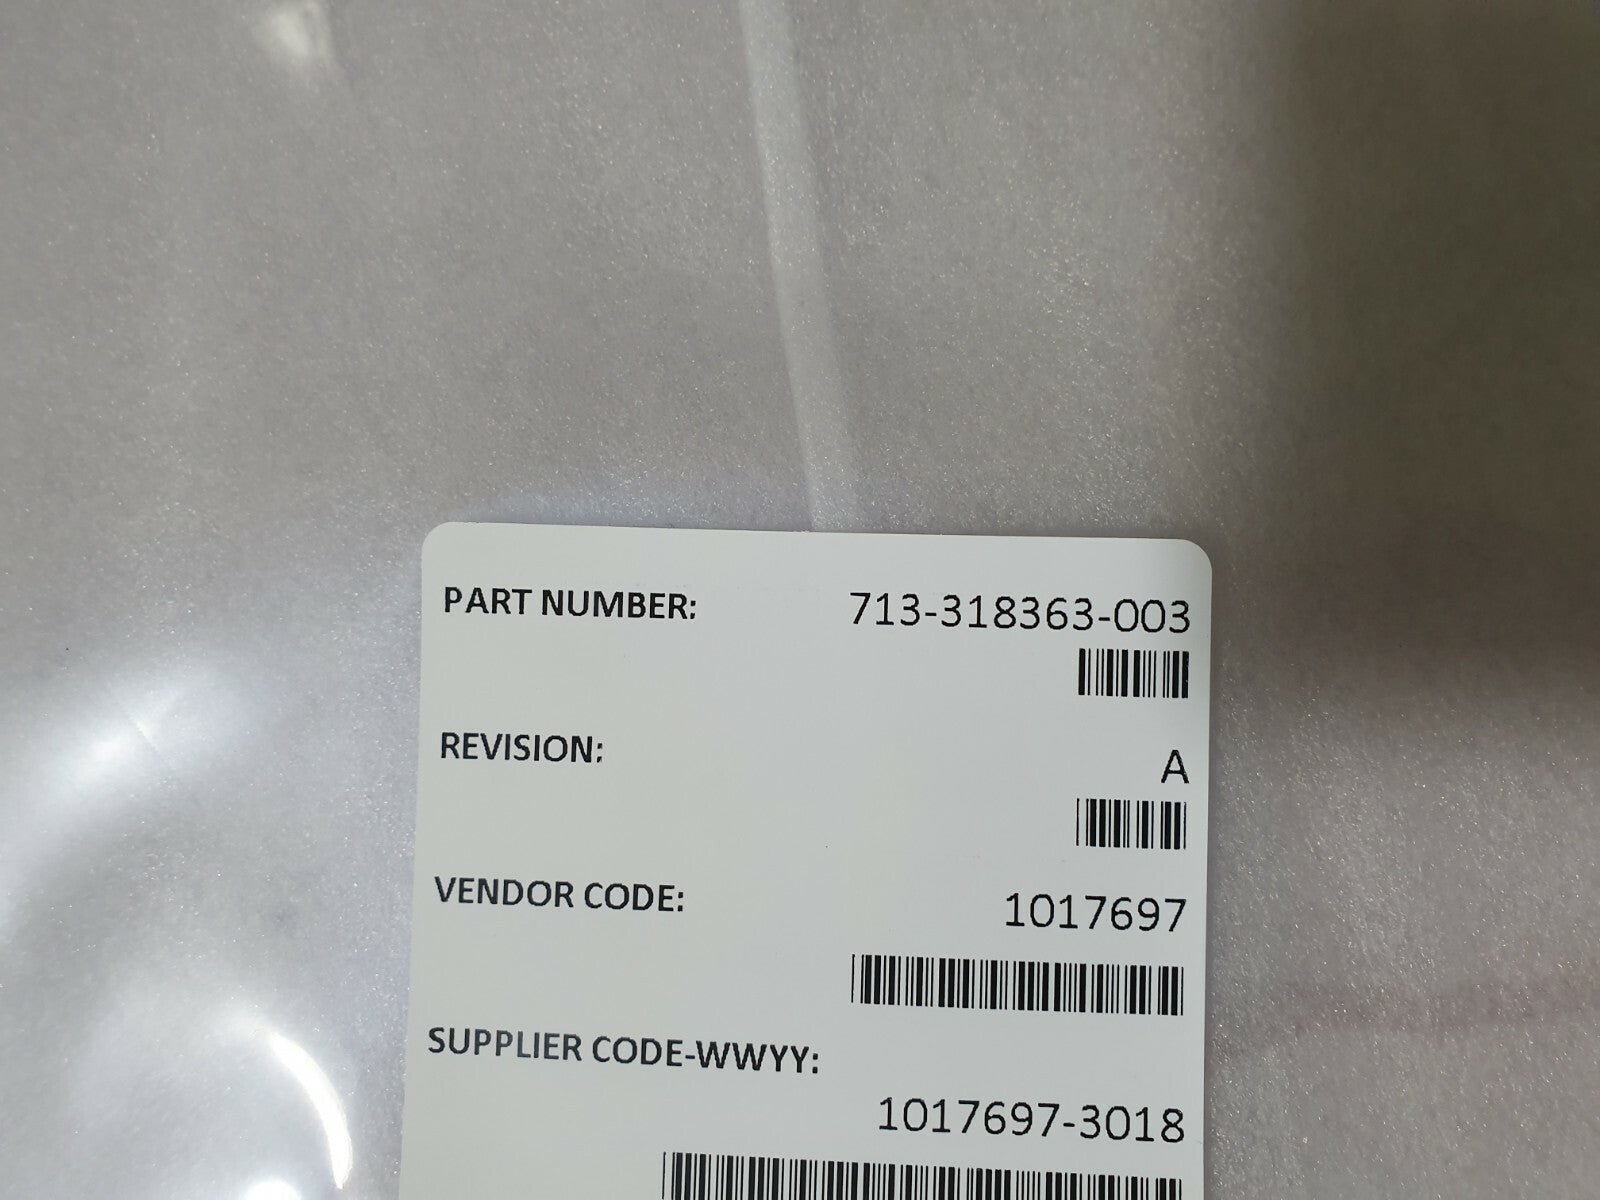 PART NUMBER: 713-318363-003
REVISION: A
VENDOR CODE: 1017697
SUPPLIER CODE-WWYY:
1017697-3018